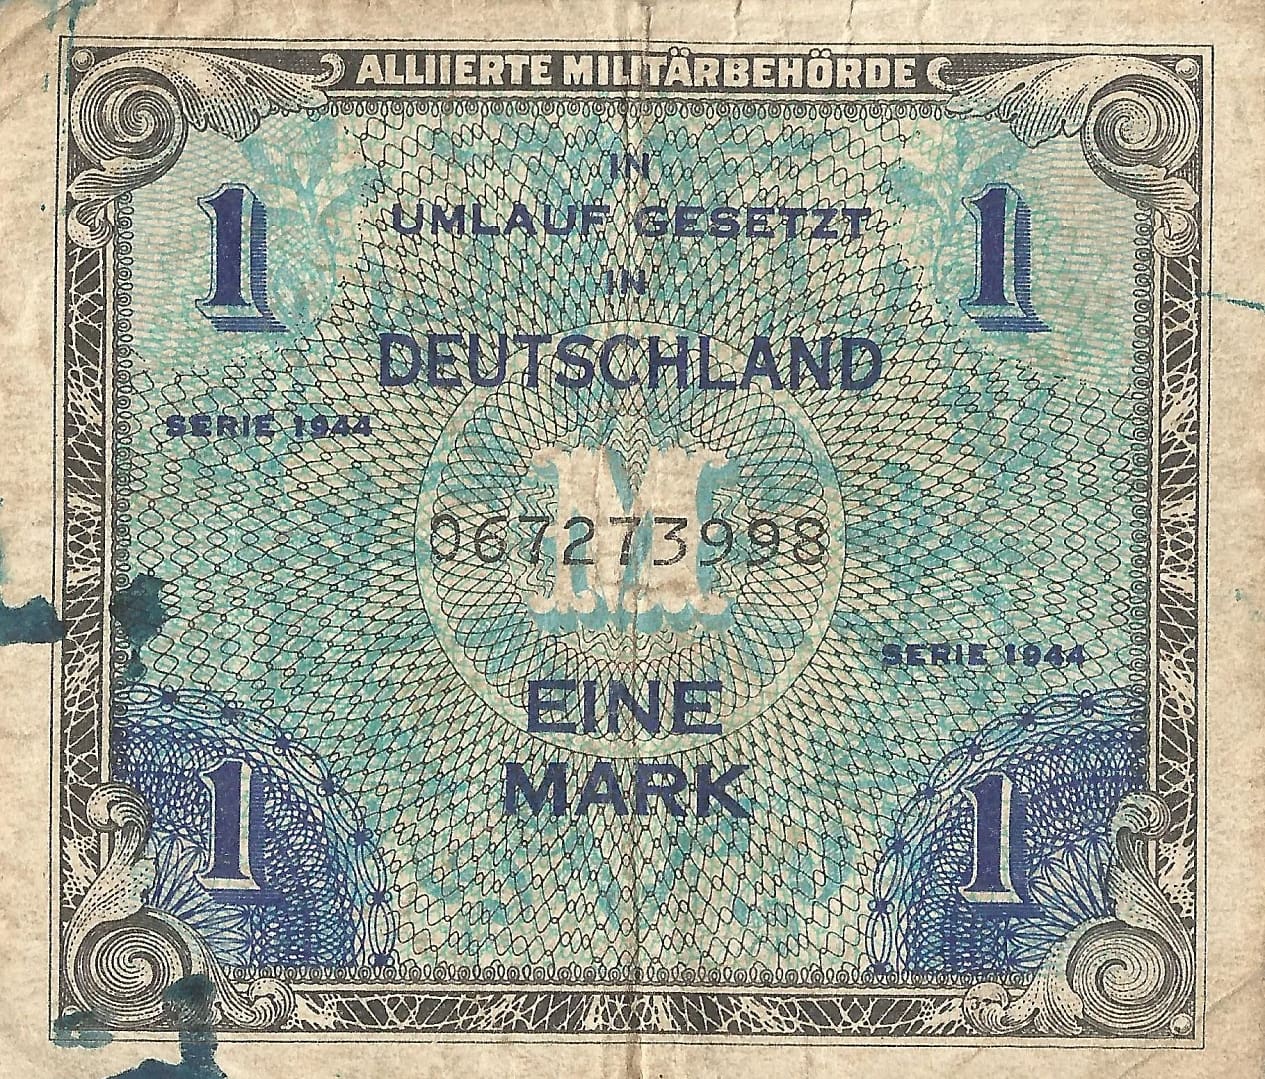 ALLIIERTE MILITÄRBEHÖRDE
1
1
IN
UMLAUF GESETZT
IN
DEUTSCHLAND
SERIE 1944
M
067273998
SERIE 1944
EINE
MARK
1
1